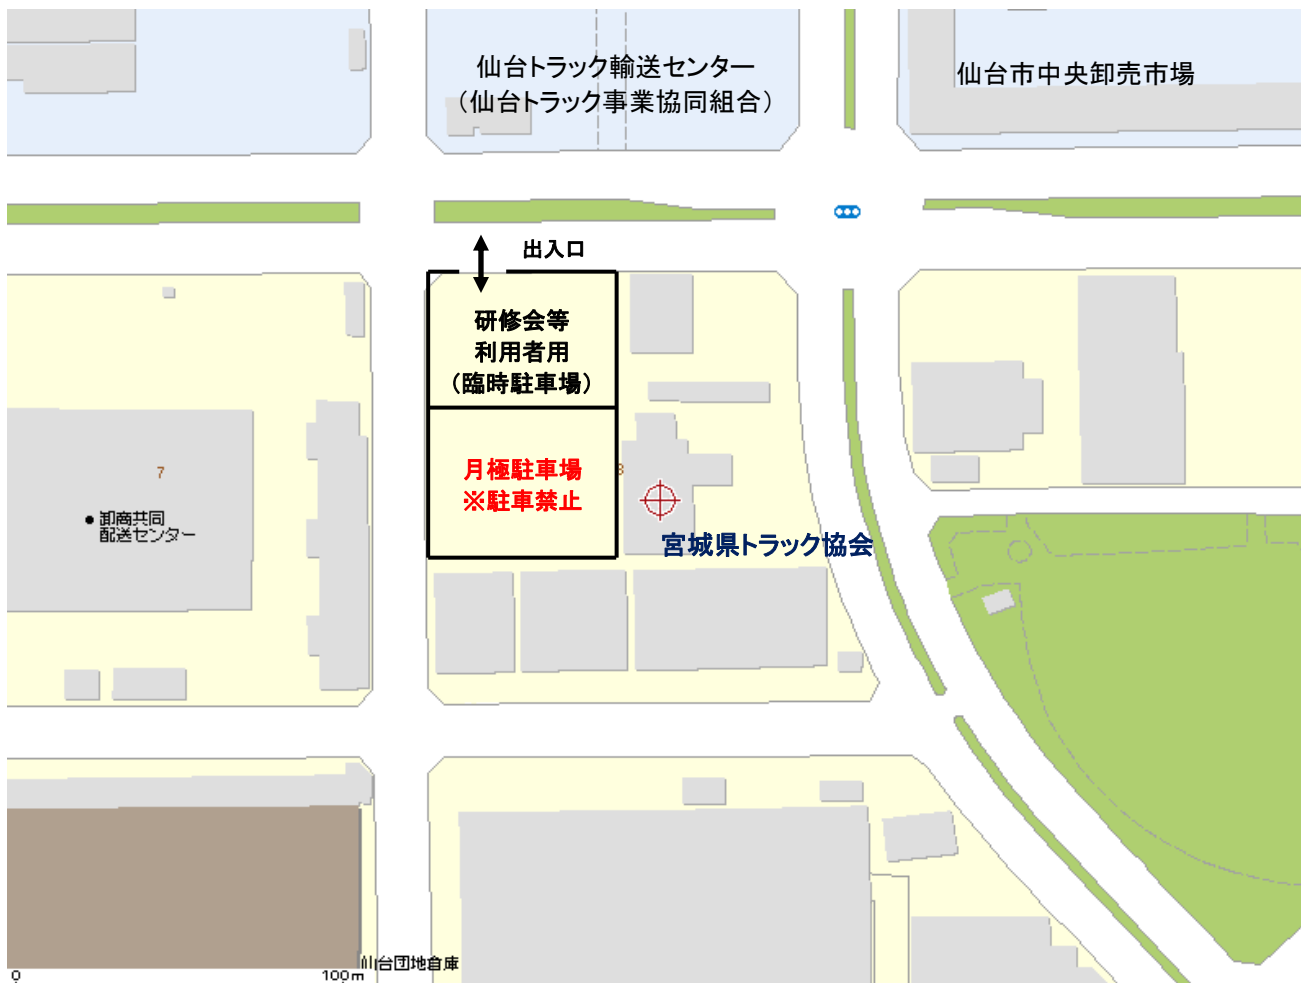 仙台トラック輸送センター
（仙台トラック事業協同組合）
仙台市中央卸売市場
出入口
研修会等
利用者用
（臨時駐車場）
月極駐車場
※駐車禁止
7
3
卸商共同
配送センター
宮城県トラック協会
仙台団地倉庫
0
100m